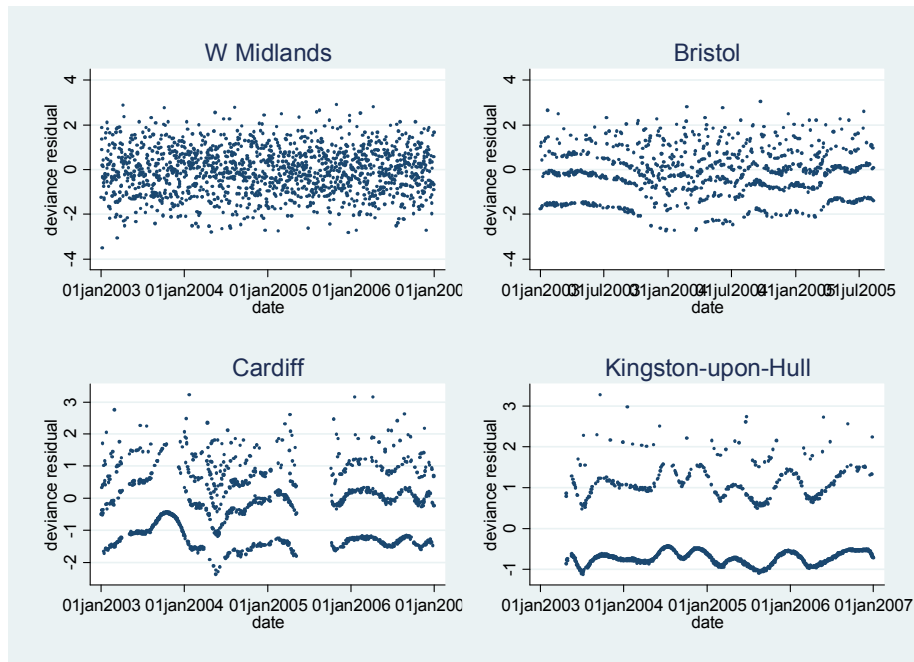 W Midlands
deviance residual
4
2
0
-2
-4
01jan2003 01jan2004 01jan2005 01jan2006 01jan200
date
Bristol
deviance residual
4
2
0
-2
-4
01jan2003 01jul2003 01jan2004 01jul2004 01jan2005 01jul2005
date
Cardiff
deviance residual
3
2
1
0
-1
-2
01jan2003 01jan2004 01jan2005 01jan2006 01jan200
date
Kingston-upon-Hull
deviance residual
3
2
1
0
-1
01jan2003 01jan2004 01jan2005 01jan2006 01jan2007
date